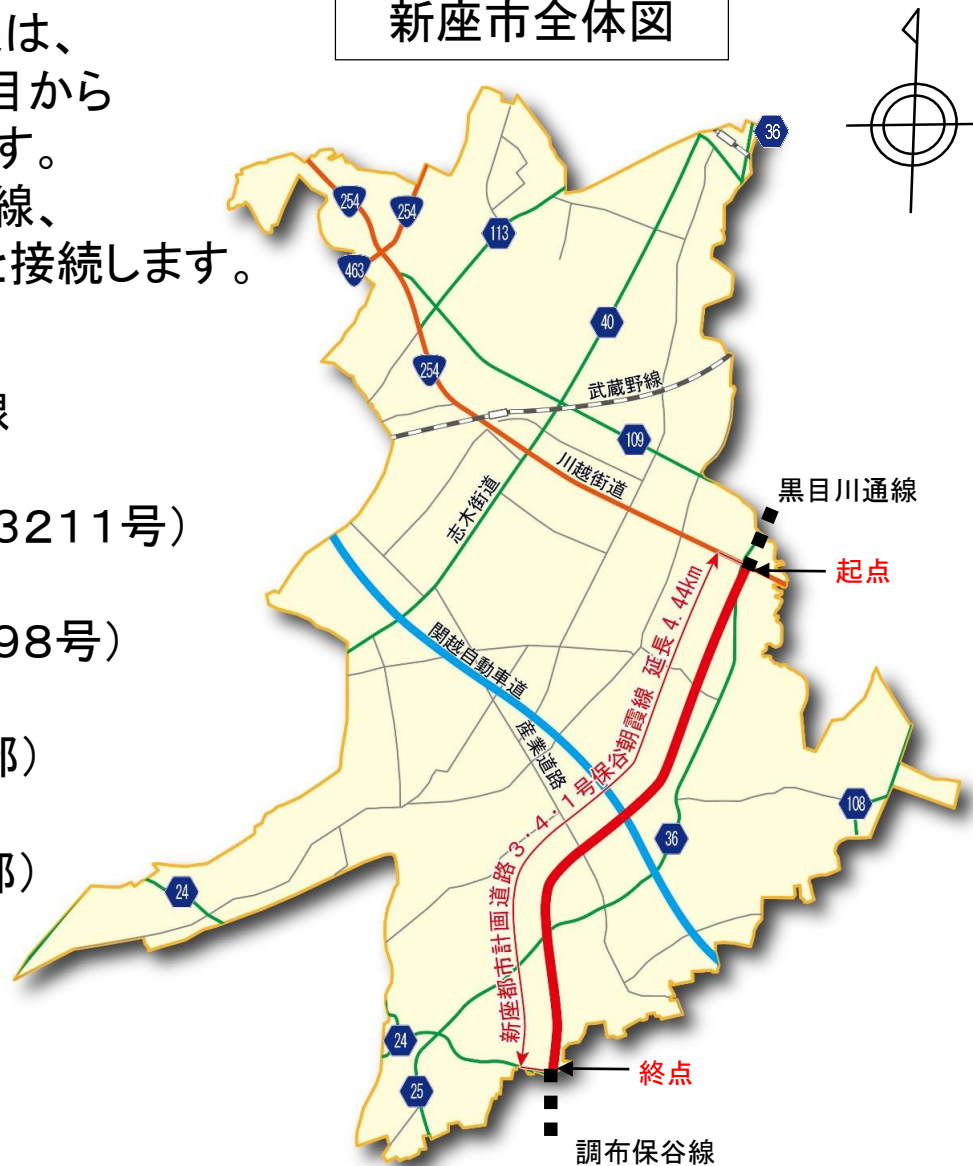 新座市全体図
は、
目から
す。
線、
を接続します。
線
3211号）
98号）
部）
部）
36
254
254
463
113
40
254
武蔵野線
109
川越街道
志木街道
黒目川通線
起点
関越自動車道
産業道路
新座都市計画道路3・4・1号保谷朝霞線 延長4.44km
108
36
24
24
25
終点
調布保谷線